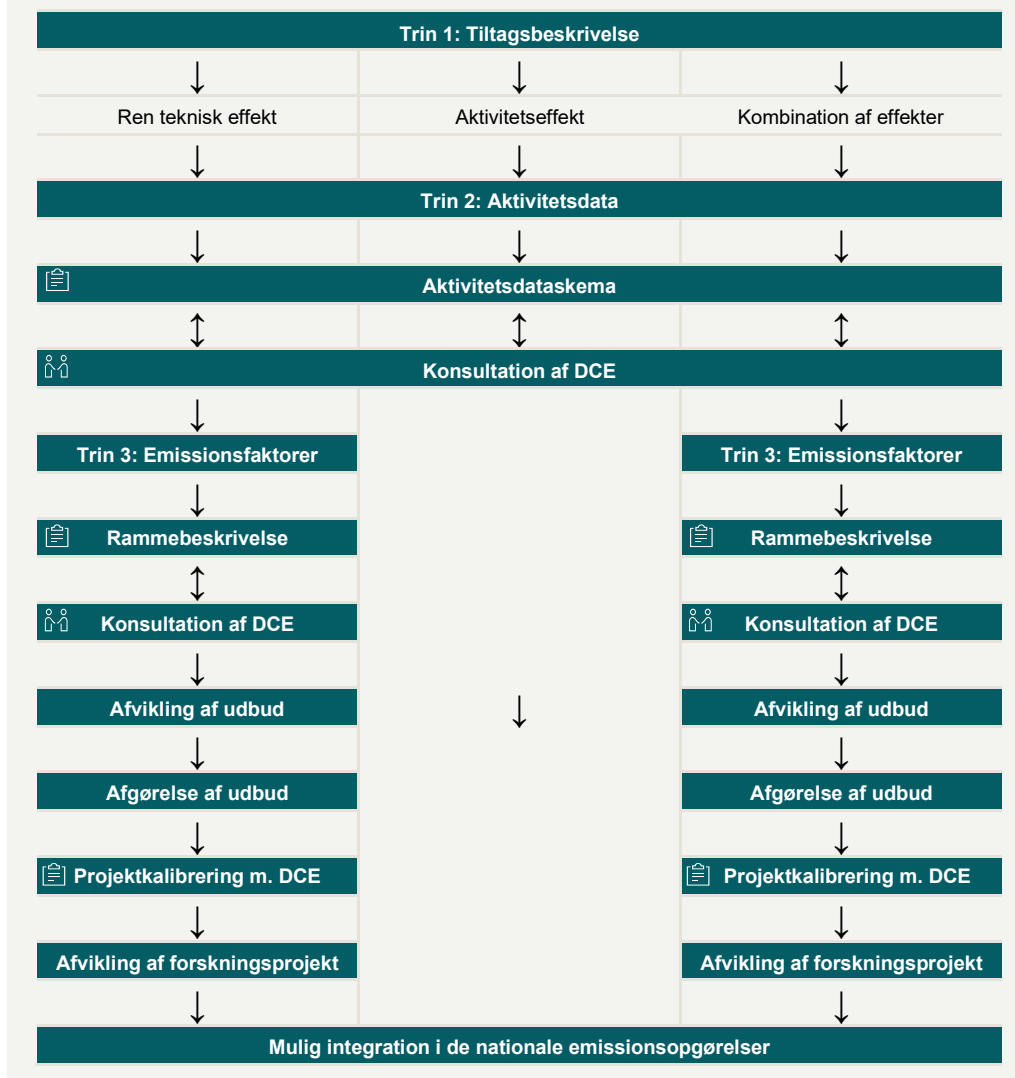 Trin 1: Tiltagsbeskrivelse
Ren teknisk effekt
Aktivitetseffekt
Kombination af effekter
Trin 2: Aktivitetsdata
Aktivitetsdataskema
Konsultation af DCE
Trin 3: Emissionsfaktorer
Trin 3: Emissionsfaktorer
Rammebeskrivelse
Rammebeskrivelse
Konsultation af DCE
Konsultation af DCE
Afvikling af udbud
Afvikling af udbud
Afgørelse af udbud
Afgørelse af udbud
Projektkalibrering m. DCE
Projektkalibrering m. DCE
Afvikling af forskningsprojekt
Afvikling af forskningsprojekt
Mulig integration i de nationale emissionsopgørelser